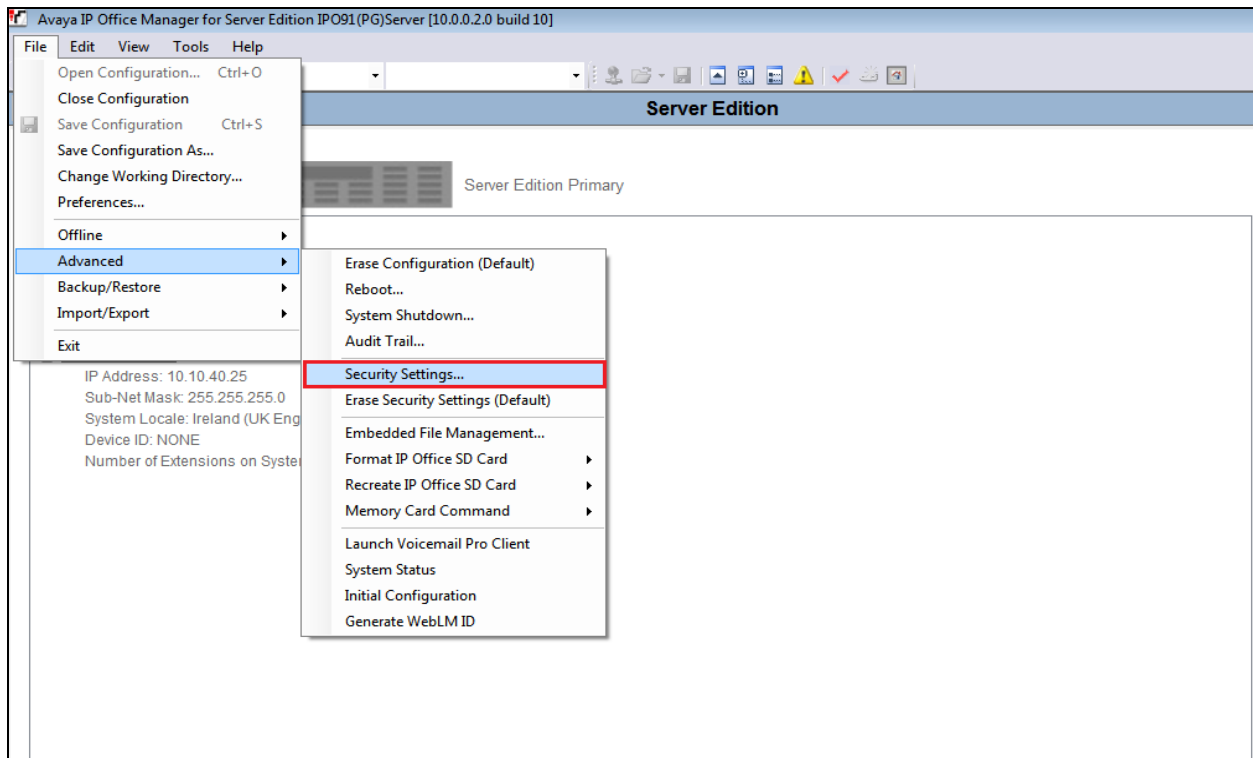 Avaya IP Office Manager for Server Edition IPO91(PG)Server [10.0.0.2.0 build 10]
File Edit View Tools Help
Open Configuration... Ctrl+O
Close Configuration
Save Configuration Ctrl+S
Save Configuration As...
Change Working Directory...
Preferences...
Offline
Advanced
Backup/Restore
Import/Export
Exit
Server Edition
Server Edition Primary
Erase Configuration (Default)
Reboot...
System Shutdown...
Audit Trail...
Security Settings...
Erase Security Settings (Default)
Embedded File Management...
Format IP Office SD Card
Recreate IP Office SD Card
Memory Card Command
Launch Voicemail Pro Client
System Status
Initial Configuration
Generate WebLM ID
IP Address: 10.10.40.25
Sub-Net Mask: 255.255.255.0
System Locale: Ireland (UK Eng
Device ID: NONE
Number of Extensions on Syste